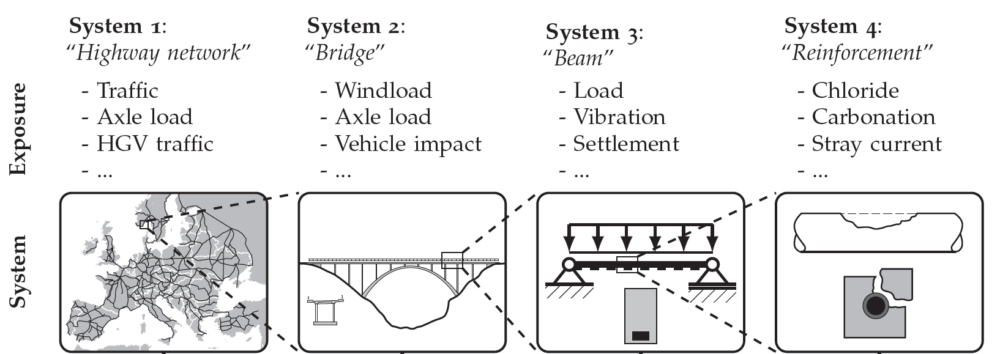 System 1:
“Highway network”
- Traffic
- Axle load
- HGV traffic
- ...
System 2:
“Bridge”
- Windload
- Axle load
- Vehicle impact
- ...
System 3:
“Beam”
- Load
- Vibration
- Settlement
- ...
System 4:
“Reinforcement”
- Chloride
- Carbonation
- Stray current
- ...
Exposure
System